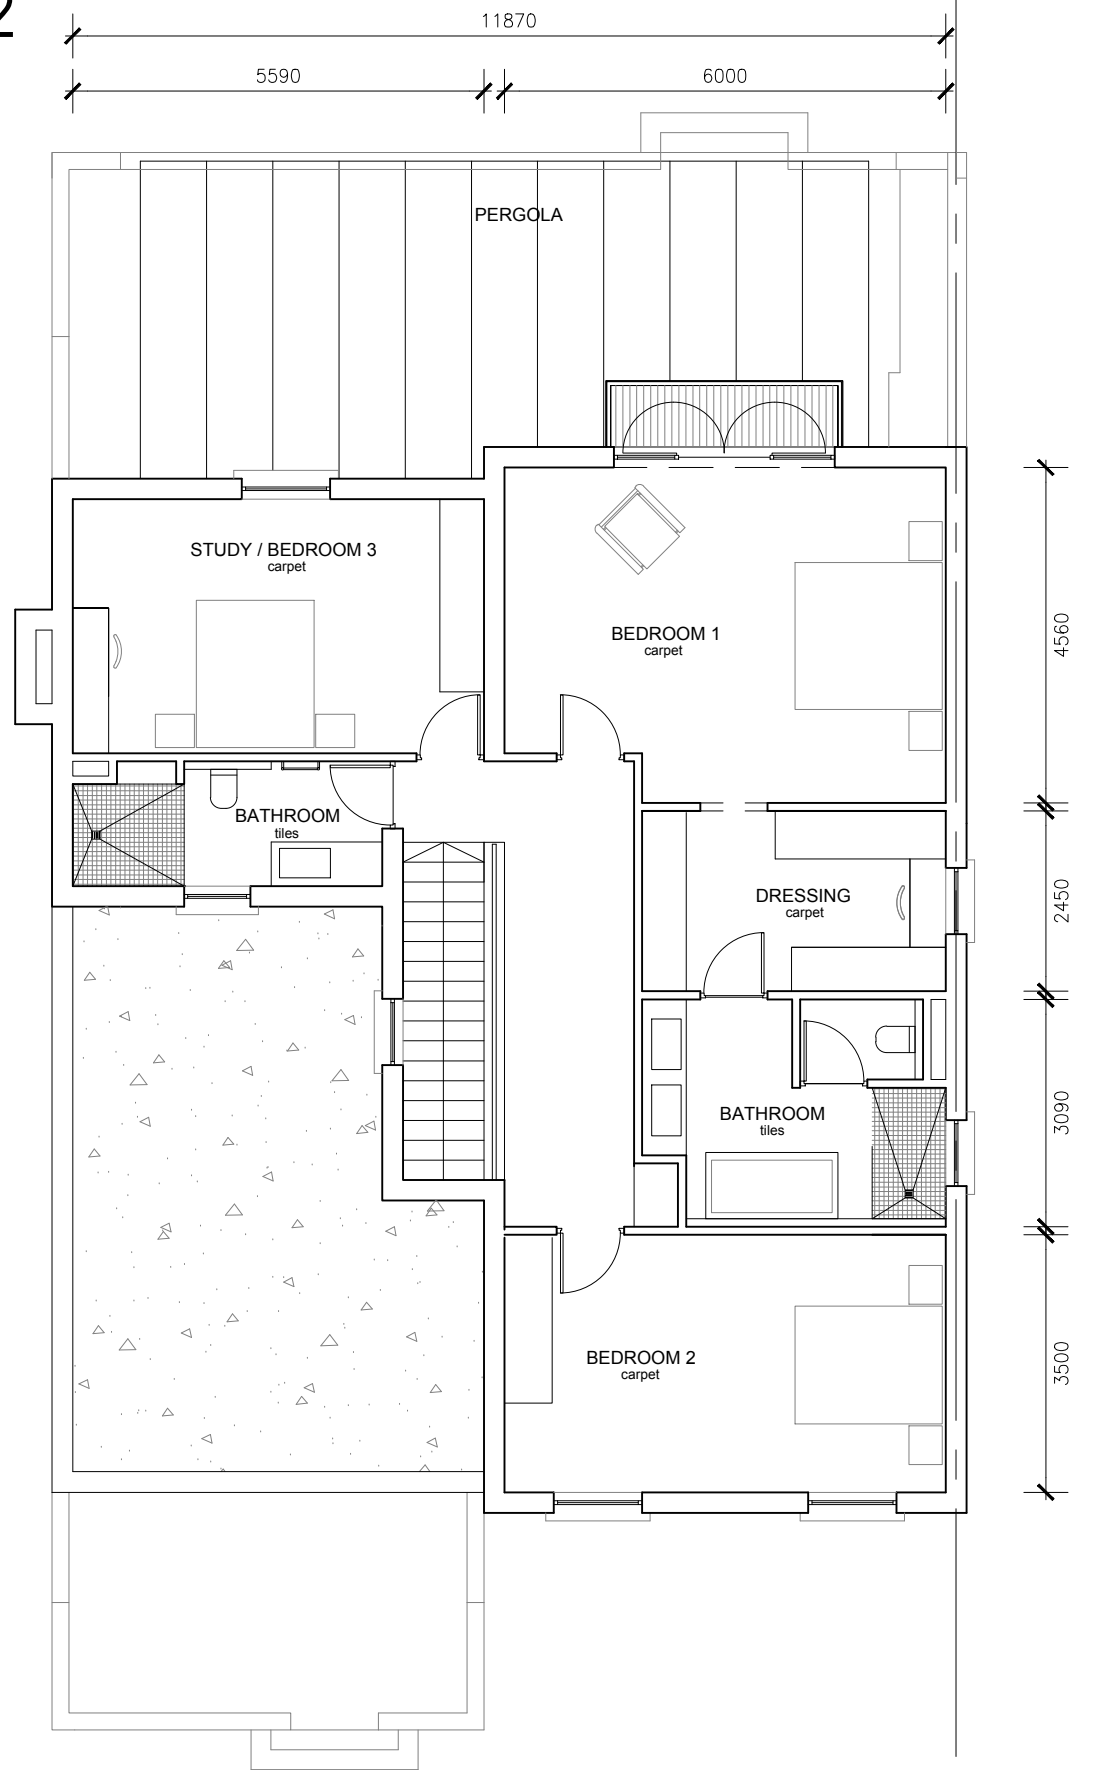 2
11870
5590
6000
PERGOLA
STUDY / BEDROOM 3
carpet
BEDROOM 1
carpet
4560
BATHROOM
tiles
DRESSING
carpet
2450
BATHROOM
tiles
3090
BEDROOM 2
carpet
3500